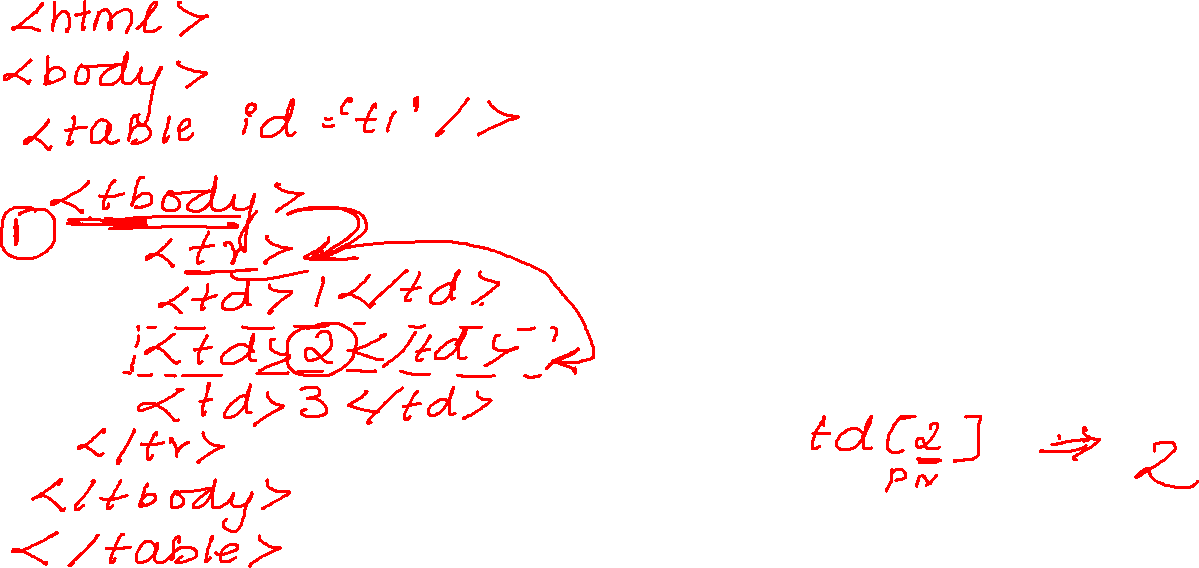 <html>
<body>
<table id='t1'/>
<tbody>
1
<tr>
<td>1</td>
<td>2</td>
<td>3</td>
</tr>
</tbody>
</table>
td[2] ⇒ 2
PN